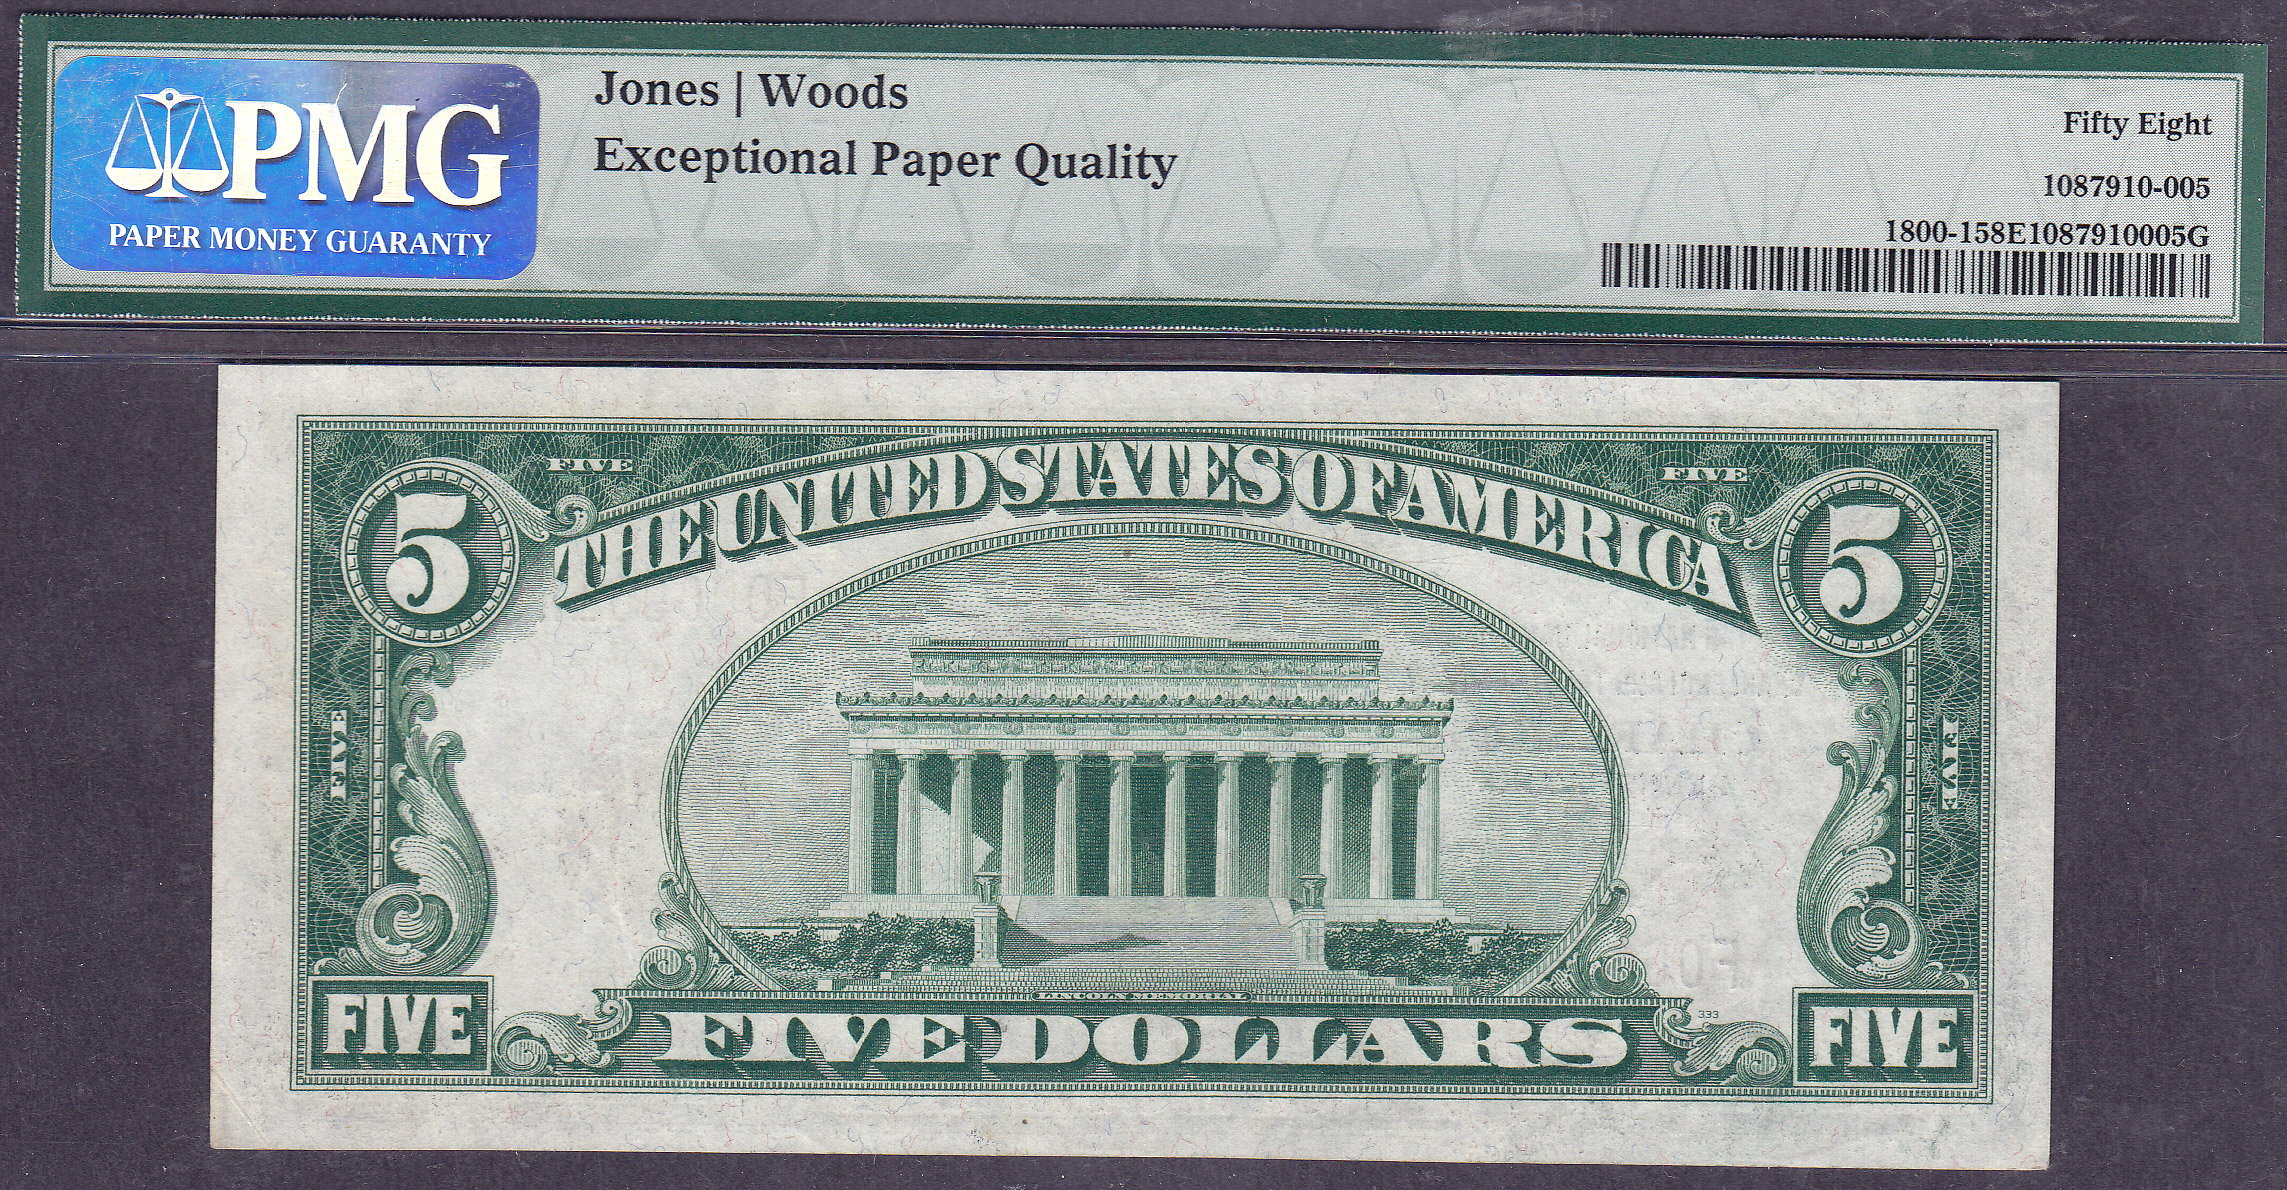 PMG
PAPER MONEY GUARANTY
Jones | Woods
Exceptional Paper Quality
Fifty Eight
1087910-005
1800-158E1087910005G
FIVE
FIVE
THE UNITED STATES OF AMERICA
5
5
FIVE
FIVE
LINCOLN MEMORIAL
FIVE
FIVE DOLLARS
333
FIVE